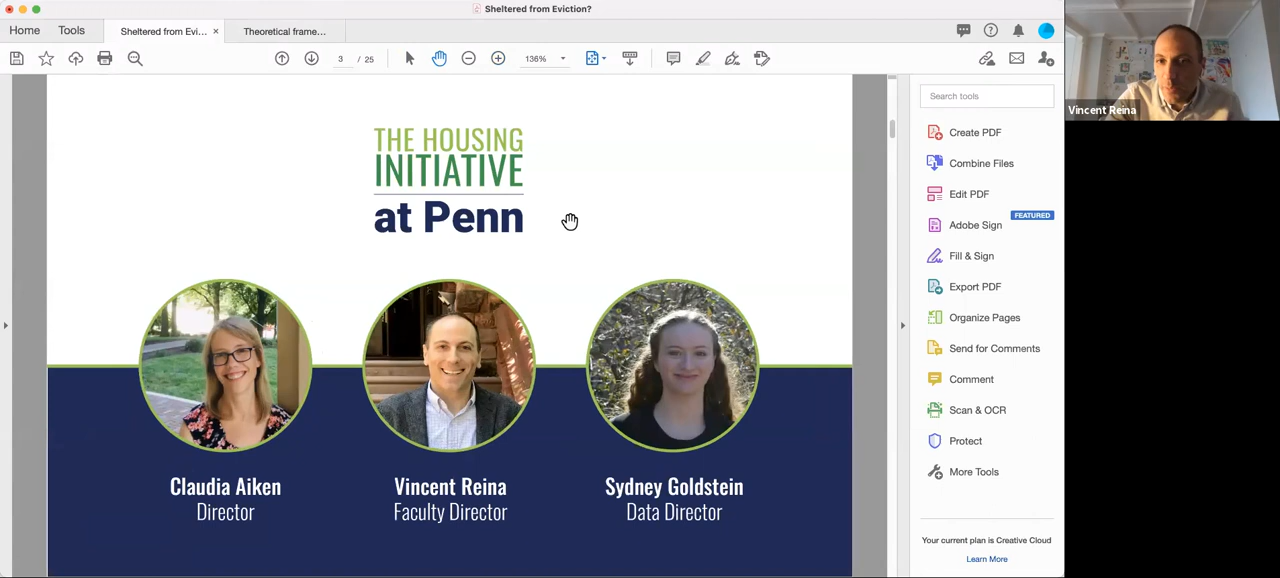 Sheltered from Eviction?
Home
Tools
Sheltered from Evi... ×
Theoretical frame...
3 / 25
136%
Vincent Reina
THE HOUSING
INITIATIVE
at Penn
Claudia Aiken
Director
Vincent Reina
Faculty Director
Sydney Goldstein
Data Director
Search tools
Create PDF
Combine Files
Edit PDF
FEATURED
Adobe Sign
Fill & Sign
Export PDF
Organize Pages
Send for Comments
Comment
Scan & OCR
Protect
More Tools
Your current plan is Creative Cloud
Learn More